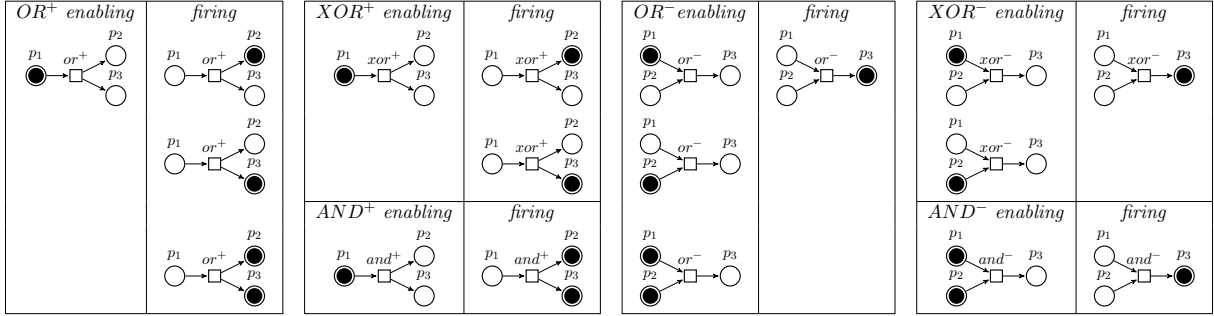 OR⁺ enabling firing
p₁ or⁺ p₂ p₃
p₁ or⁺ p₂ p₃
p₁ or⁺ p₂ p₃
p₁ or⁺ p₂ p₃
XOR⁺ enabling firing
p₁ xor⁺ p₂ p₃
p₁ xor⁺ p₂ p₃
p₁ xor⁺ p₂ p₃
AND⁺ enabling firing
p₁ and⁺ p₂ p₃
p₁ and⁺ p₂ p₃
OR⁻ enabling firing
p₁ p₂ or⁻ p₃
p₁ p₂ or⁻ p₃
p₁ p₂ or⁻ p₃
p₁ p₂ or⁻ p₃
XOR⁻ enabling firing
p₁ p₂ xor⁻ p₃
p₁ p₂ xor⁻ p₃
p₁ p₂ xor⁻ p₃
AND⁻ enabling firing
p₁ p₂ and⁻ p₃
p₁ p₂ and⁻ p₃